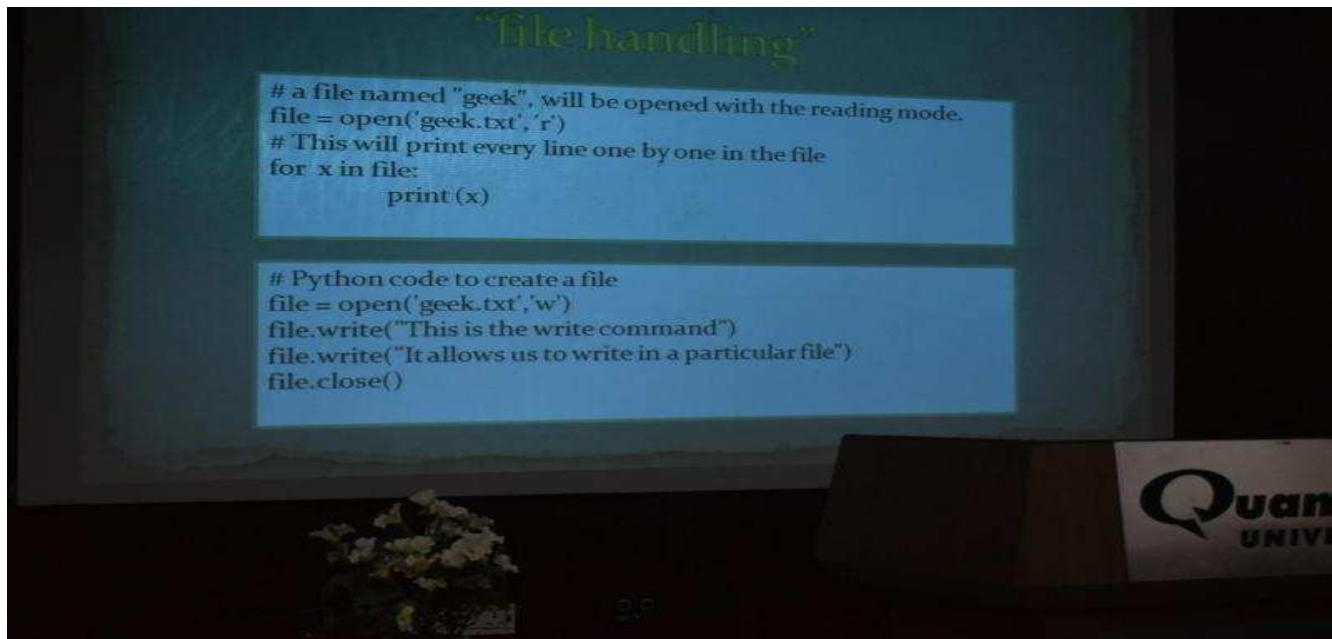 “file handling”
# a file named "geek", will be opened with the reading mode.
file = open('geek.txt', 'r')
# This will print every line one by one in the file
for x in file:
print (x)
# Python code to create a file
file = open('geek.txt','w')
file.write("This is the write command")
file.write("It allows us to write in a particular file")
file.close()
Quan
UNIVE